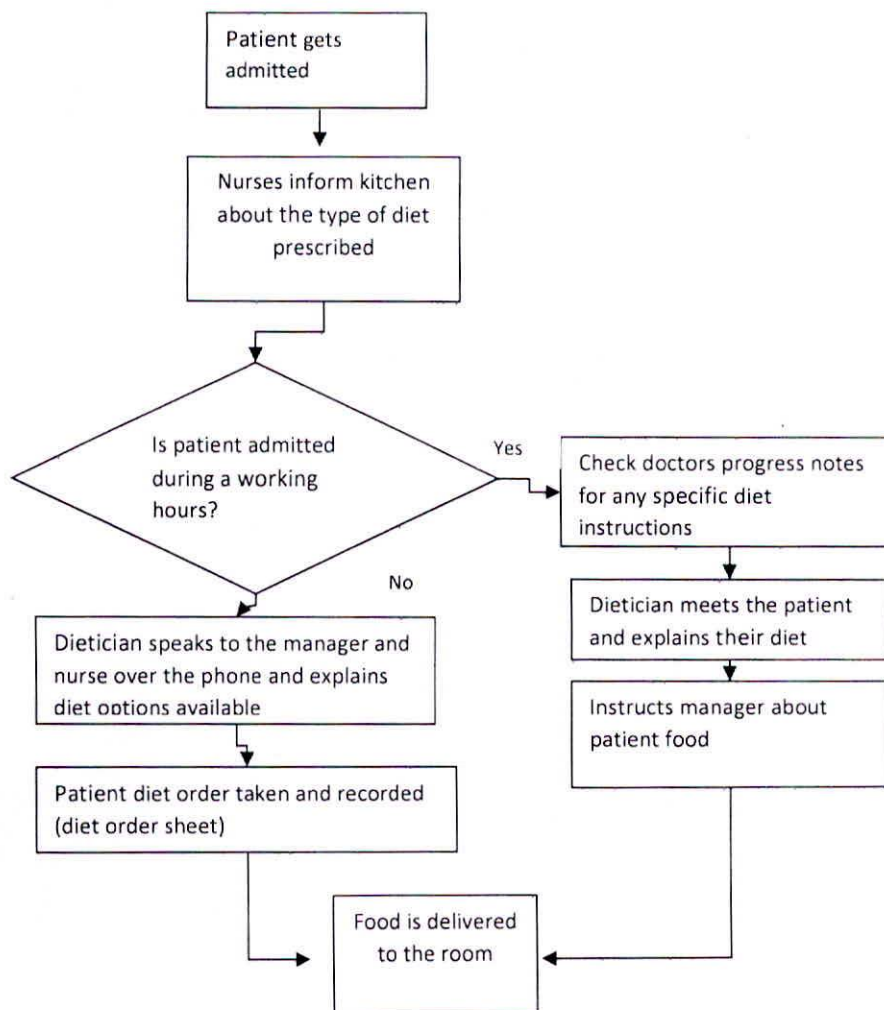 Patient gets
admitted
Nurses inform kitchen
about the type of diet
prescribed
Is patient admitted
during a working
hours?
Yes
No
Check doctors progress notes
for any specific diet
instructions
Dietician meets the patient
and explains their diet
Instructs manager about
patient food
Dietician speaks to the manager and
nurse over the phone and explains
diet options available
Patient diet order taken and recorded
(diet order sheet)
Food is delivered
to the room